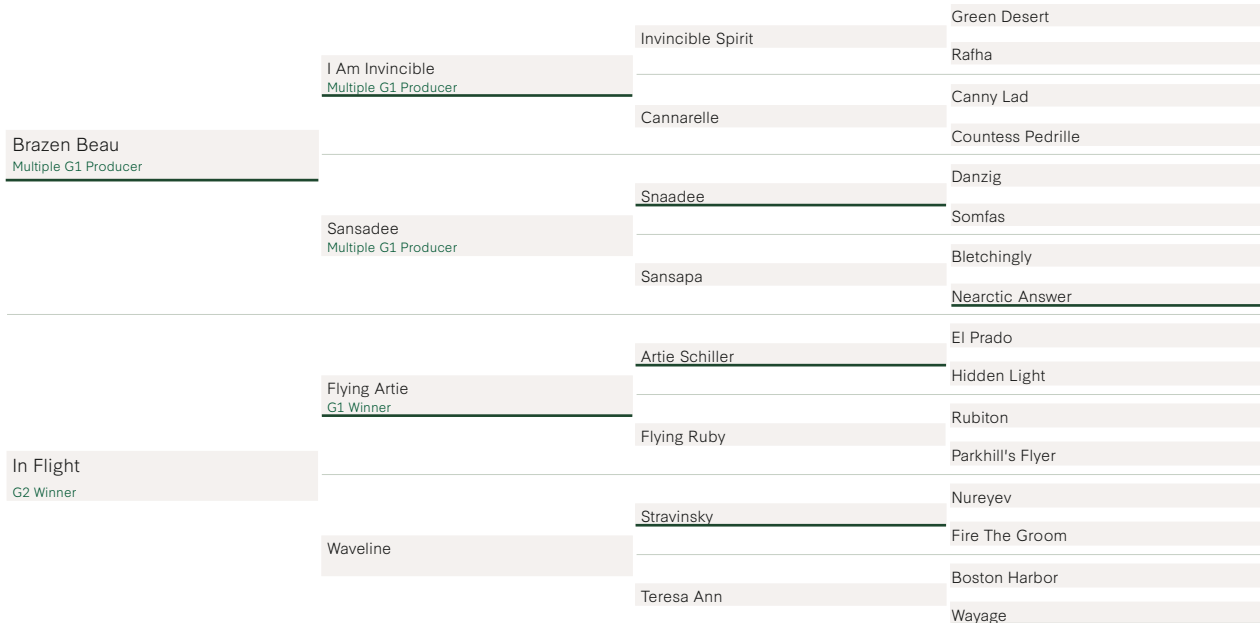 Brazen Beau
Multiple G1 Producer
In Flight
G2 Winner
I Am Invincible
Multiple G1 Producer
Sansadee
Multiple G1 Producer
Flying Artie
G1 Winner
Waveline
Invincible Spirit
Cannarelle
Snaadee
Sansapa
Artie Schiller
Flying Ruby
Stravinsky
Teresa Ann
Green Desert
Rafha
Canny Lad
Countess Pedrille
Danzig
Somfas
Bletchingly
Nearctic Answer
El Prado
Hidden Light
Rubiton
Parkhill's Flyer
Nureyev
Fire The Groom
Boston Harbor
Wayage